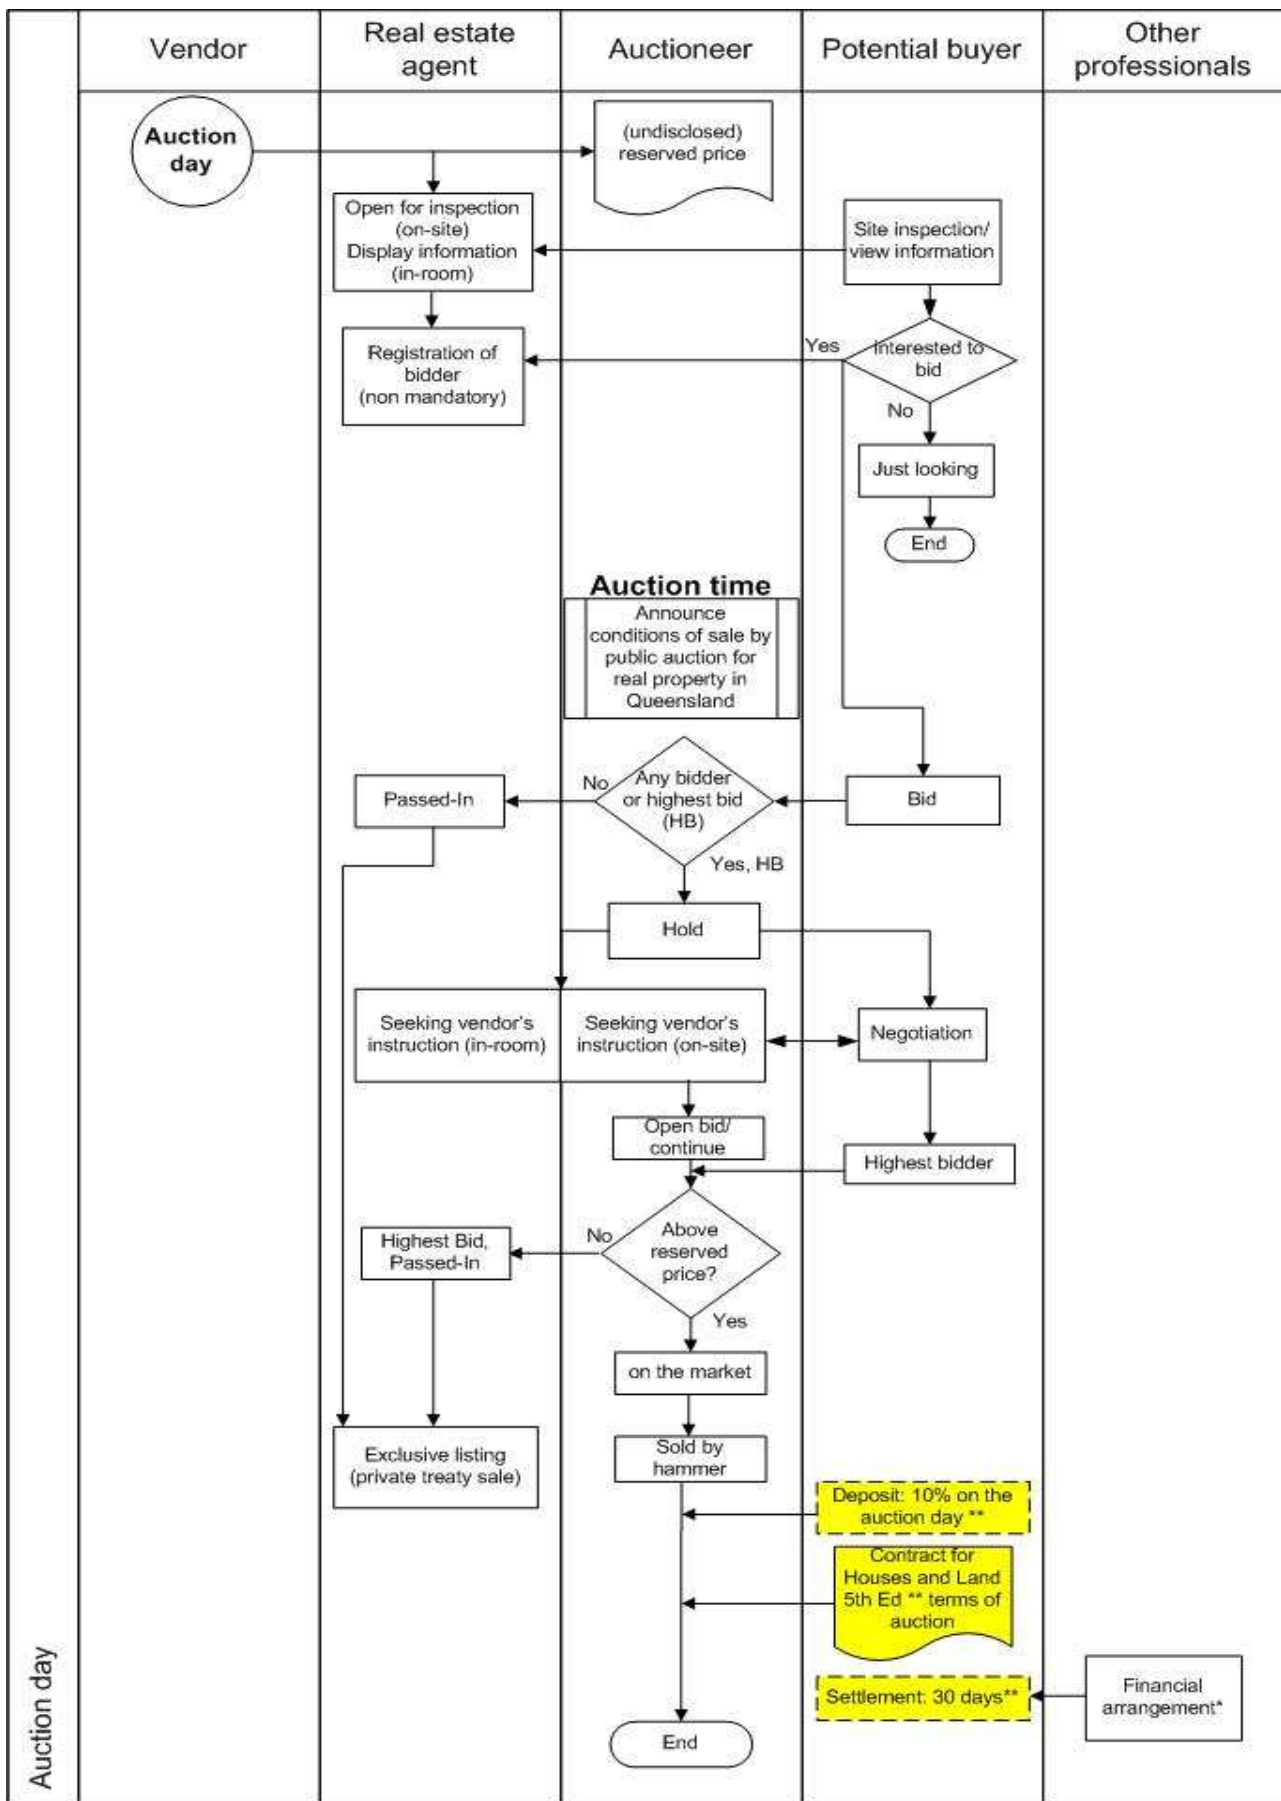 Vendor
Real estate
agent
Auctioneer
Potential buyer
Other
professionals
Auction
day
(undisclosed)
reserved price
Open for inspection
(on-site)
Display information
(in-room)
Site inspection/
view information
Registration of
bidder
(non mandatory)
Yes
Interested to
bid
No
Just looking
End
Auction time
Announce
conditions of sale by
public auction for
real property in
Queensland
Passed-In
No
Any bidder
or highest bid
(HB)
Bid
Yes, HB
Hold
Seeking vendor's
instruction (in-room)
Seeking vendor's
instruction (on-site)
Negotiation
Open bid/
continue
Highest bidder
Highest Bid,
Passed-In
No
Above
reserved
price?
Yes
on the market
Exclusive listing
(private treaty sale)
Sold by
hammer
Deposit: 10% on the
auction day **
Contract for
Houses and Land
5th Ed ** terms of
auction
Settlement: 30 days**
Financial
arrangement*
End
Auction day